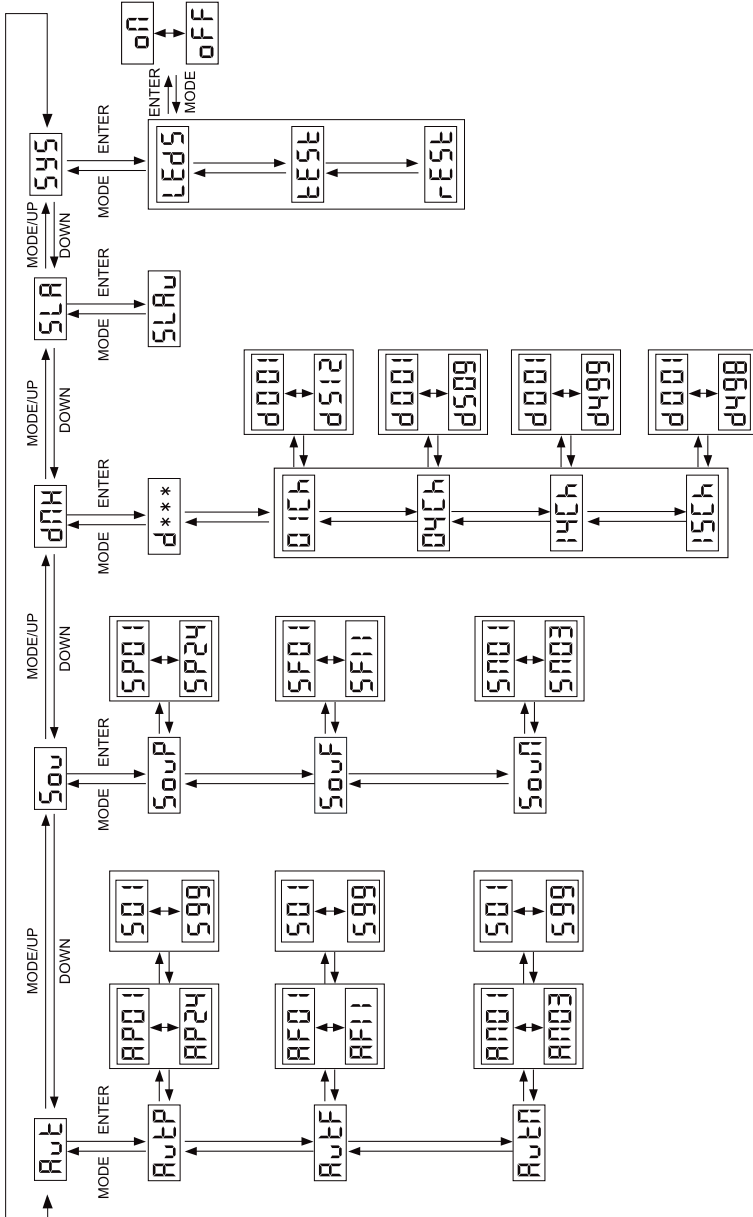 MODE/UP MODE/UP MODE/UP MODE/UP
Aut Sou dMX SLA SYS
DOWN DOWN DOWN DOWN
MODE ENTER MODE ENTER MODE ENTER MODE ENTER MODE ENTER
AutP AP01 S01 SouP SP01 d*** SLAu LEdS ENTER on
AP24 S99 SP24 MODE oFF
AutF AF01 S01 SouF SF01 01Ch d001 tESt
AF11 S99 SF11 d512
04Ch d001 rESt
d509
AutM AM01 S01 SouM SM01 14Ch d001
AM03 S99 SM03 d499
15Ch d001
d498